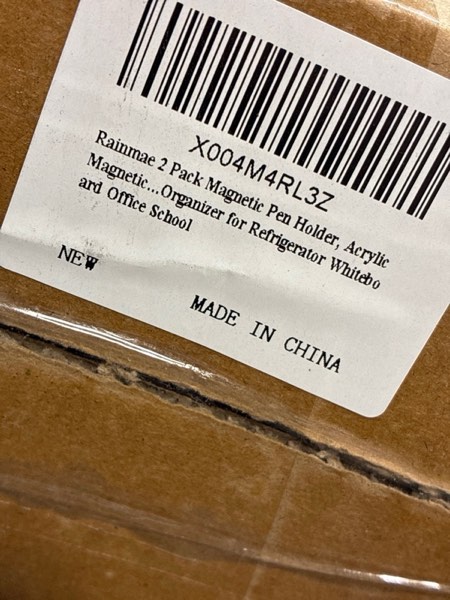 X004M4RL3Z
Rainmae 2 Pack Magnetic Pen Holder, Acrylic
Magnetic...Organizer for Refrigerator Whitebo
ard Office School
NEW
MADE IN CHINA